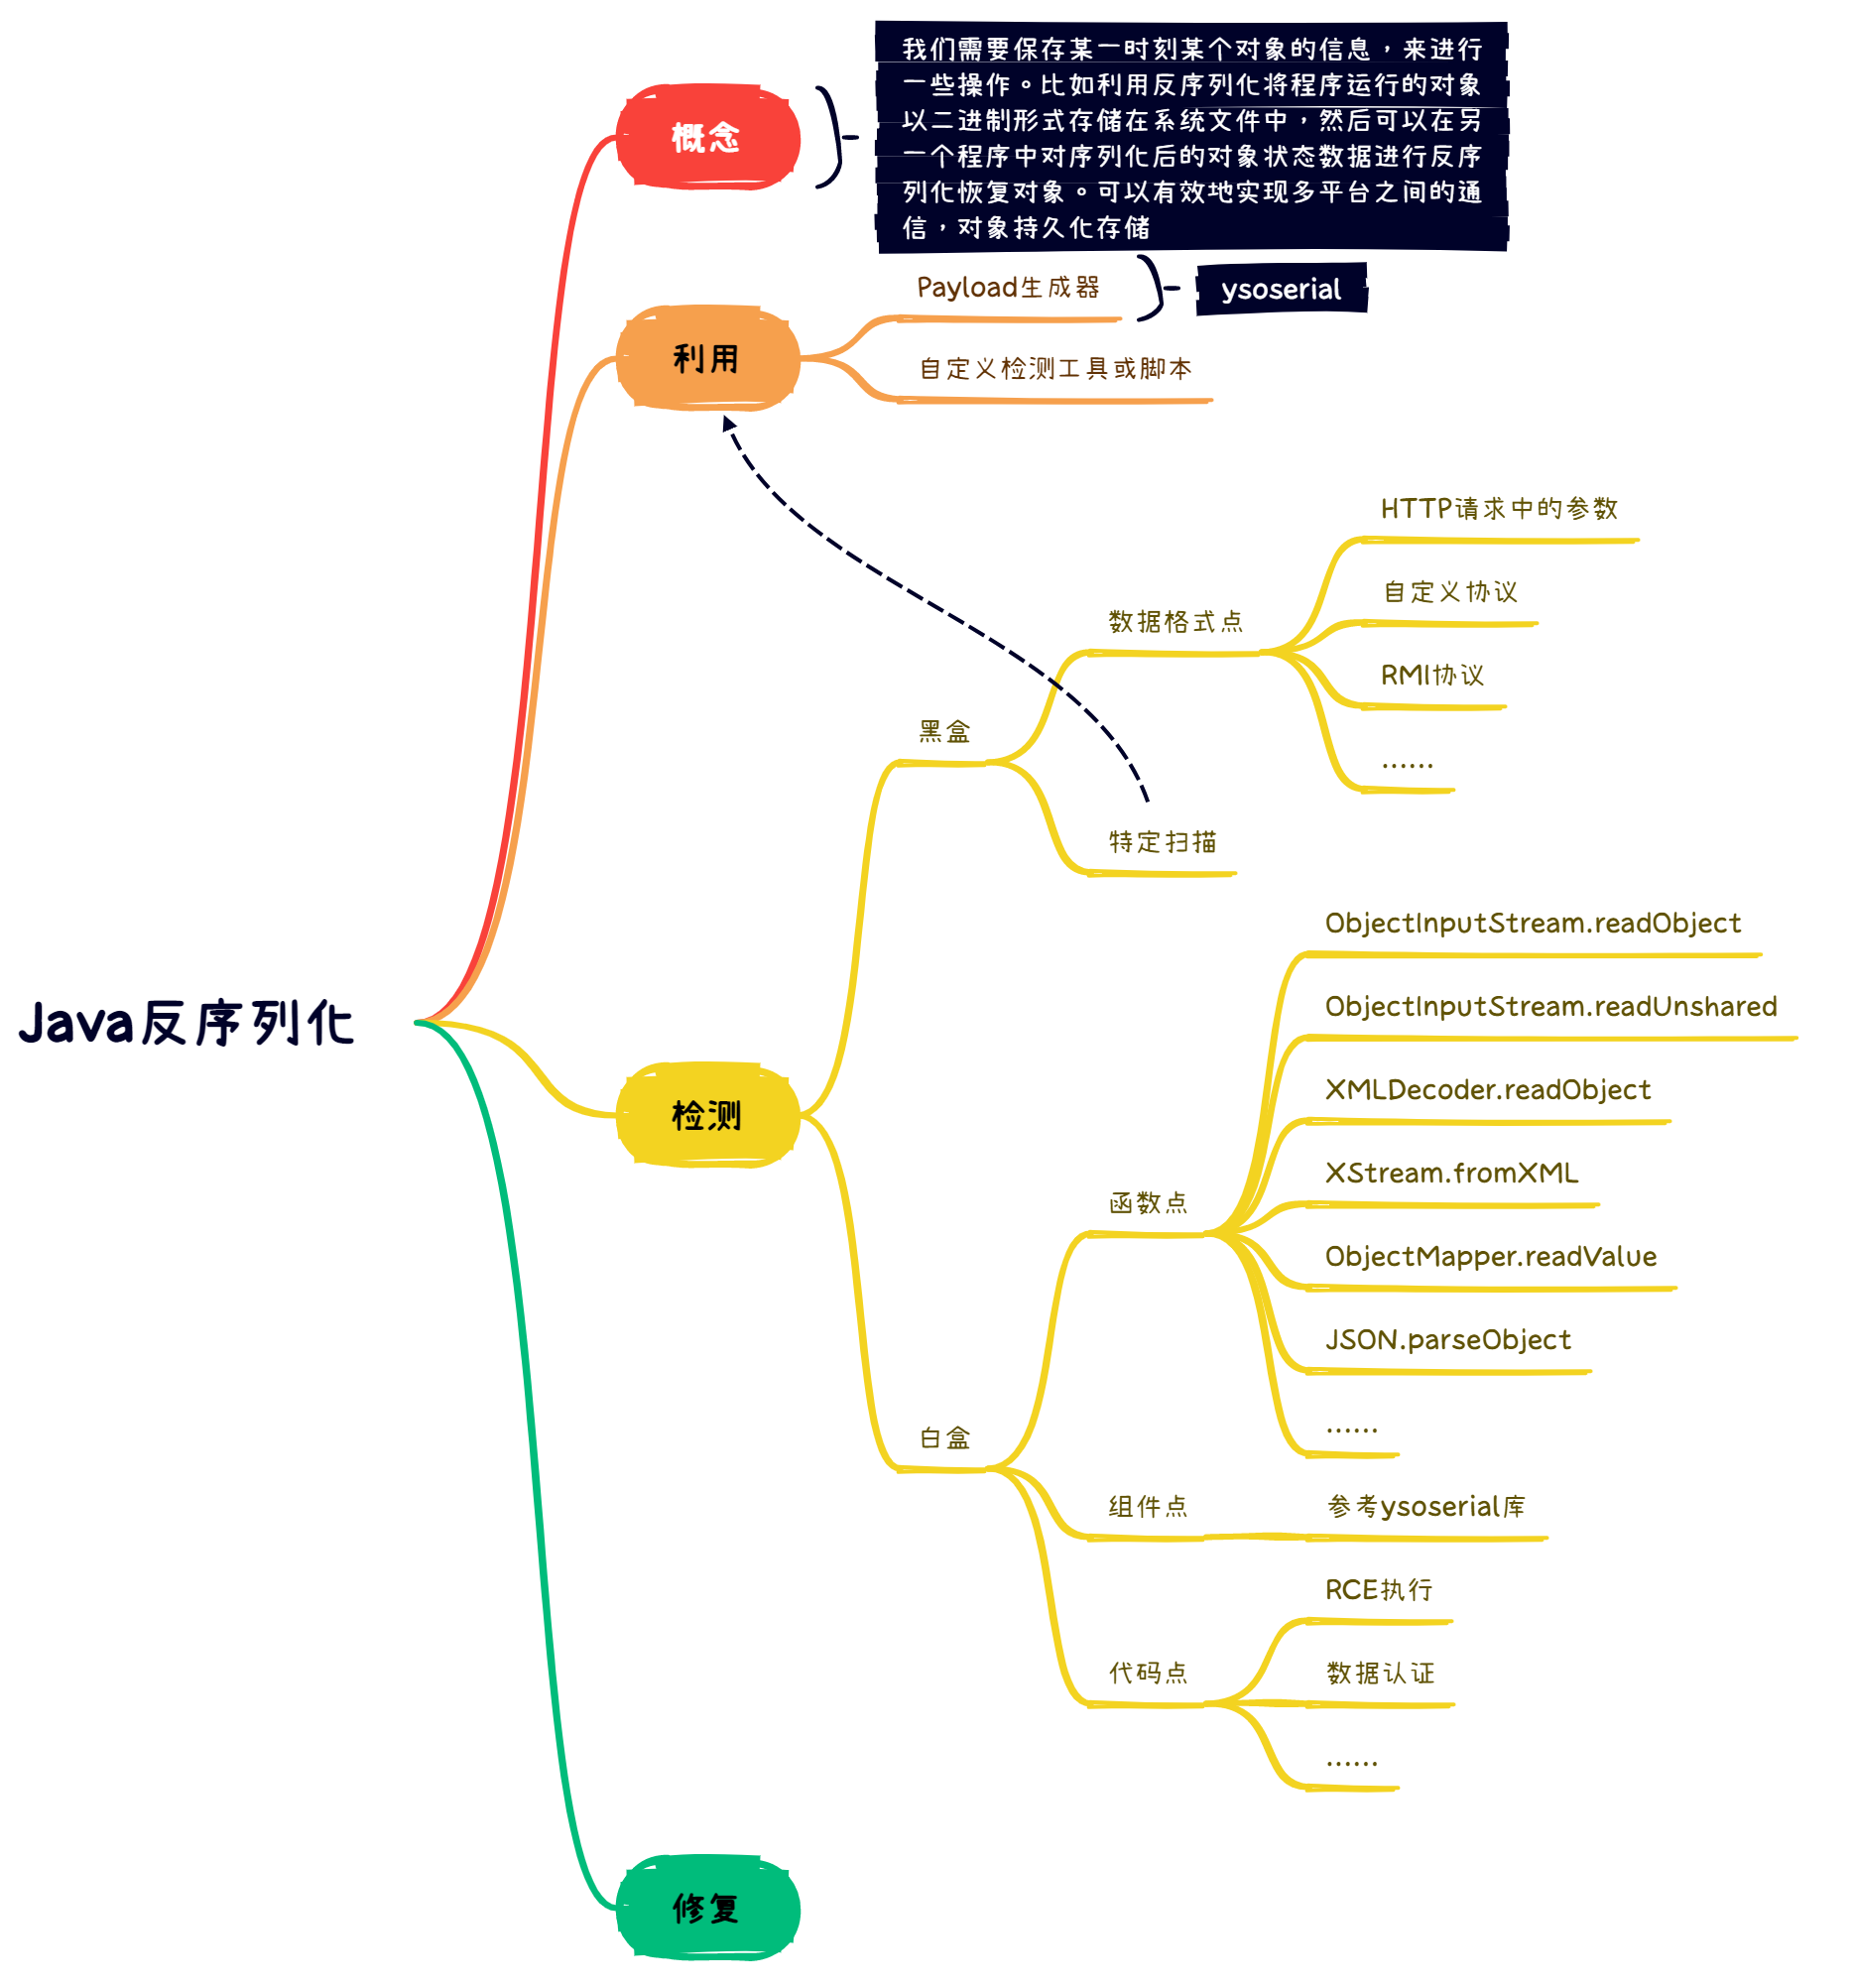 我们需要保存某一时刻某个对象的信息，来进行
一些操作。比如利用反序列化将程序运行的对象
以二进制形式存储在系统文件中，然后可以在另
一个程序中对序列化后的对象状态数据进行反序
列化恢复对象。可以有效地实现多平台之间的通
信，对象持久化存储
概念
Payload生成器
ysoserial
利用
自定义检测工具或脚本
HTTP请求中的参数
自定义协议
数据格式点
RMI协议
黑盒
……
特定扫描
ObjectInputStream.readObject
ObjectInputStream.readUnshared
Java反序列化
XMLDecoder.readObject
检测
XStream.fromXML
函数点
ObjectMapper.readValue
JSON.parseObject
……
白盒
组件点
参考ysoserial库
RCE执行
代码点
数据认证
……
修复